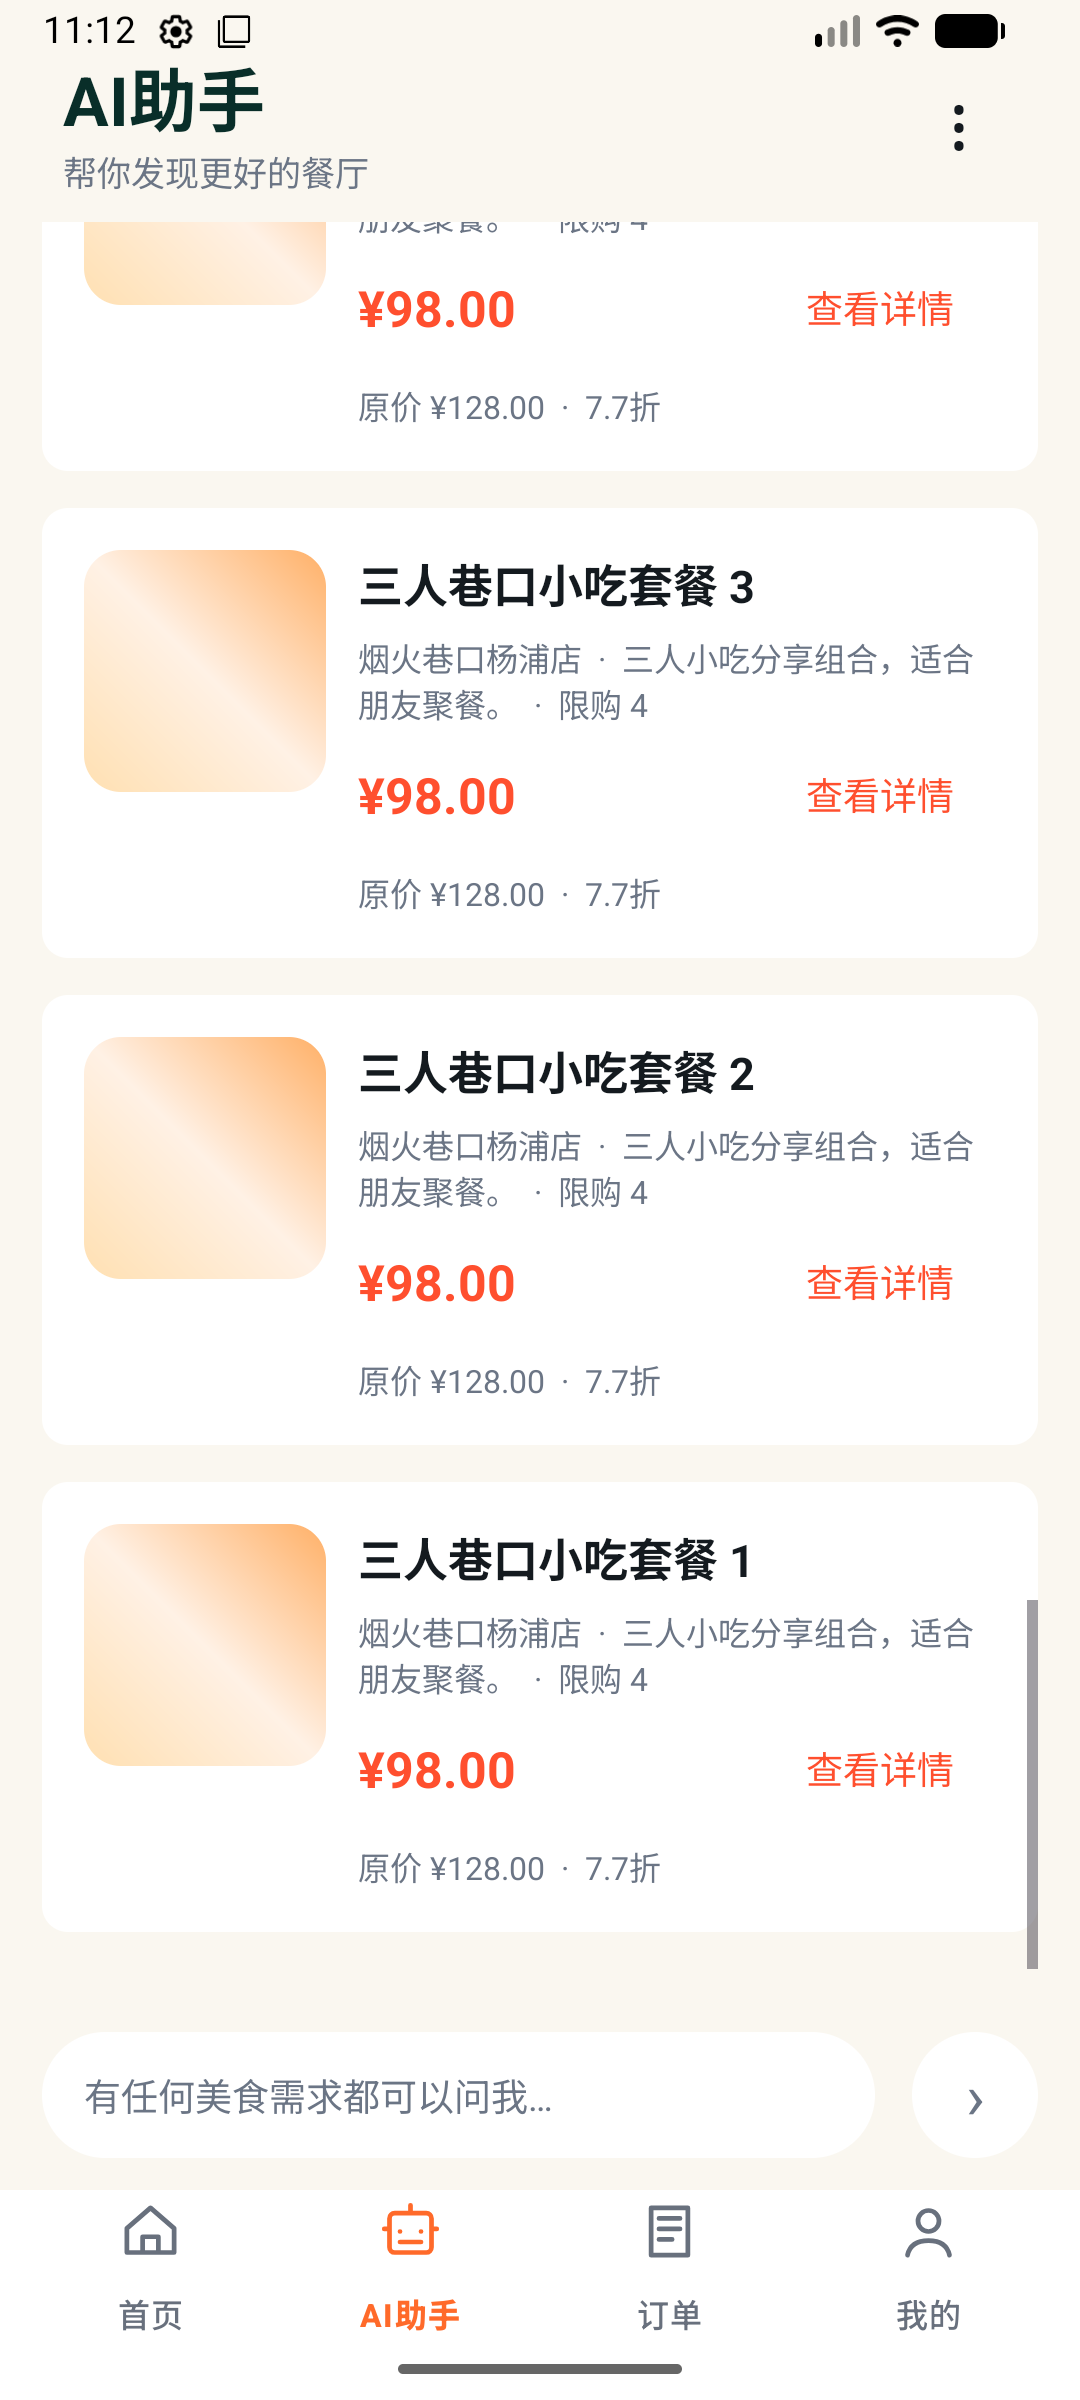 11:12
AI助手
帮你发现更好的餐厅
朋友聚餐。 · 限购 4
¥98.00 查看详情
原价 ¥128.00 · 7.7折
三人巷口小吃套餐 3
烟火巷口杨浦店 · 三人小吃分享组合，适合
朋友聚餐。 · 限购 4
¥98.00 查看详情
原价 ¥128.00 · 7.7折
三人巷口小吃套餐 2
烟火巷口杨浦店 · 三人小吃分享组合，适合
朋友聚餐。 · 限购 4
¥98.00 查看详情
原价 ¥128.00 · 7.7折
三人巷口小吃套餐 1
烟火巷口杨浦店 · 三人小吃分享组合，适合
朋友聚餐。 · 限购 4
¥98.00 查看详情
原价 ¥128.00 · 7.7折
有任何美食需求都可以问我…
首页 AI助手 订单 我的